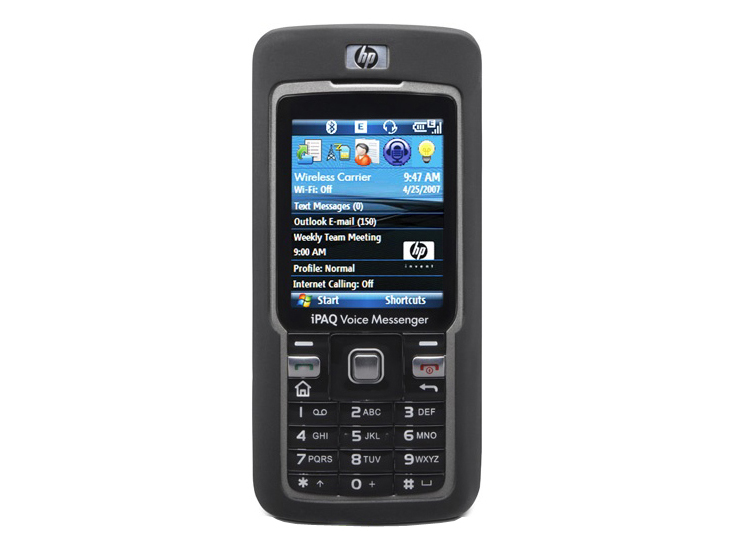 hp
E
E
Wireless Carrier 9:47 AM
Wi-Fi: Off 4/25/2007
Text Messages (0)
Outlook E-mail (150)
Weekly Team Meeting
9:00 AM
hp
invent
Profile: Normal
Internet Calling: Off
Start Shortcuts
iPAQ Voice Messenger
1 2 ABC 3 DEF
4 GHI 5 JKL 6 MNO
7 PQRS 8 TUV 9 WXYZ
* 0 + #